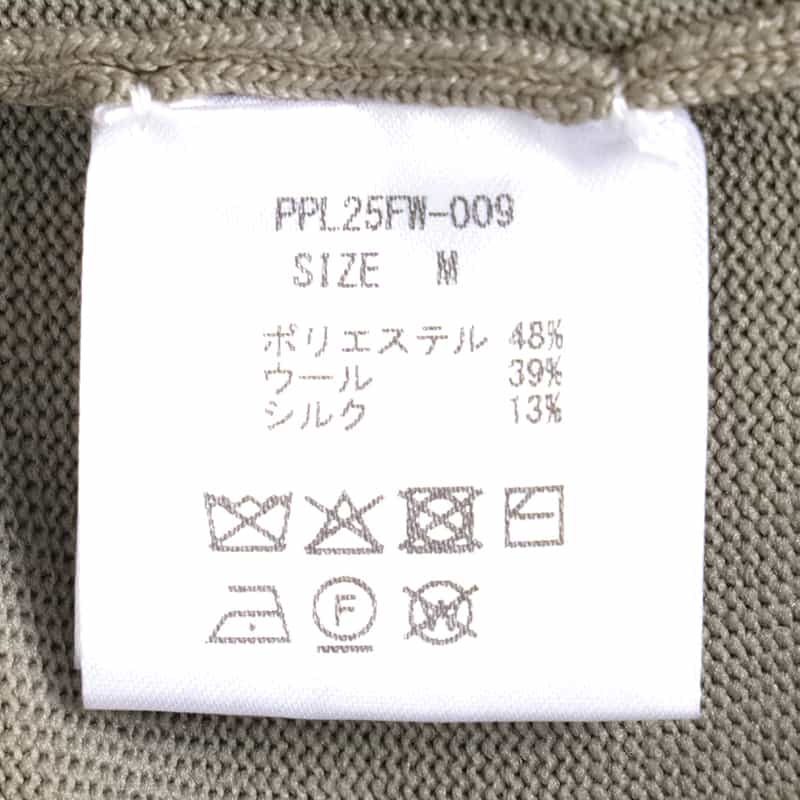 PPL25FW-009
SIZE M
ポリエステル 48%
ウール 39%
シルク 13%
F
W